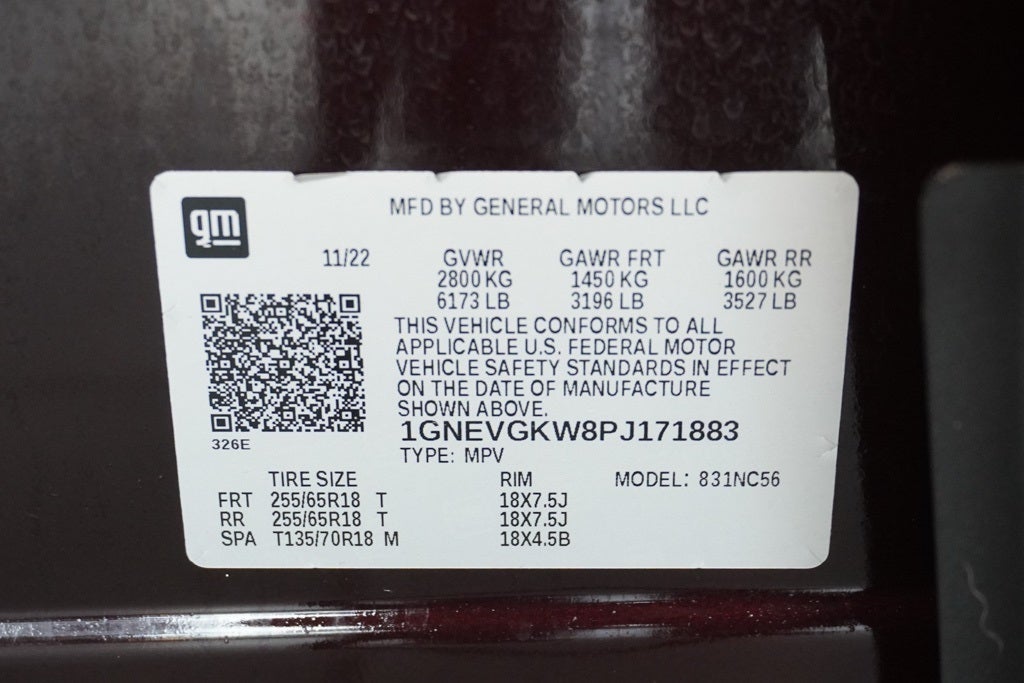 gm
MFD BY GENERAL MOTORS LLC
11/22 GVWR GAWR FRT GAWR RR
2800 KG 1450 KG 1600 KG
6173 LB 3196 LB 3527 LB
THIS VEHICLE CONFORMS TO ALL
APPLICABLE U.S. FEDERAL MOTOR
VEHICLE SAFETY STANDARDS IN EFFECT
ON THE DATE OF MANUFACTURE
SHOWN ABOVE.
326E
1GNEVGKW8PJ171883
TYPE: MPV
TIRE SIZE RIM MODEL: 831NC56
FRT 255/65R18 T 18X7.5J
RR 255/65R18 T 18X7.5J
SPA T135/70R18 M 18X4.5B